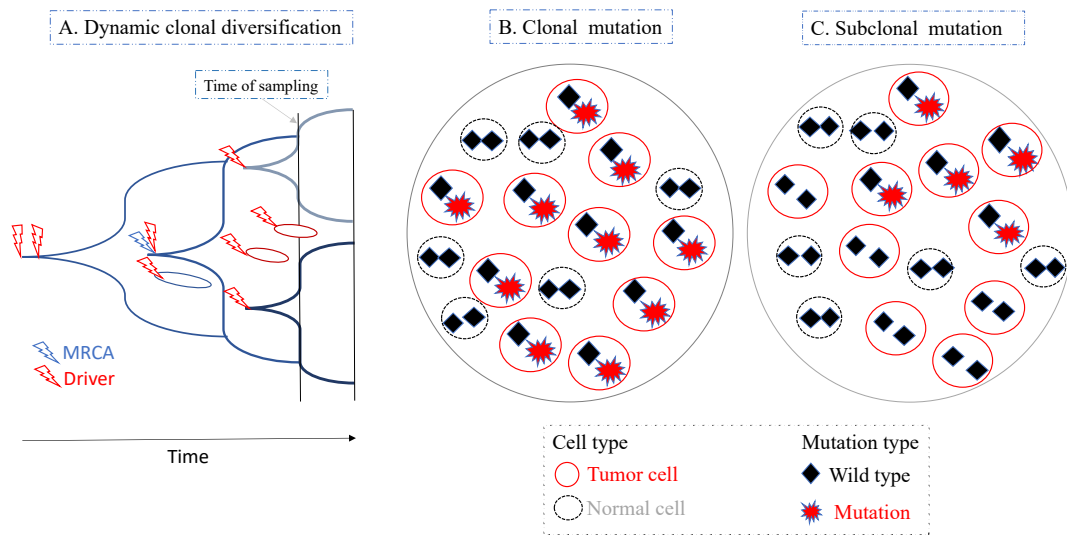 A. Dynamic clonal diversification
B. Clonal mutation
C. Subclonal mutation
Time of
sampling
MRCA
Driver
Time
Cell type
Mutation type
Tumor cell
Wild type
Normal cell
Mutation